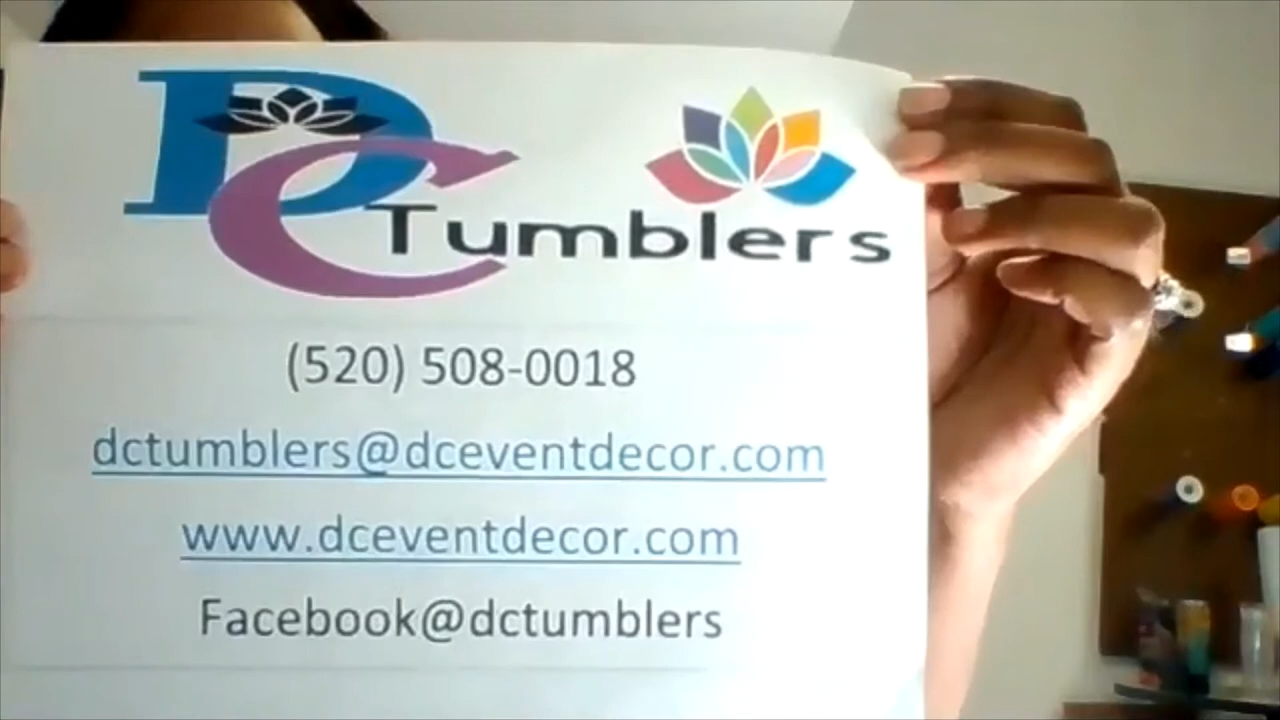 DC Tumblers
(520) 508-0018
dctumblers@dceventdecor.com
www.dceventdecor.com
Facebook@dctumblers